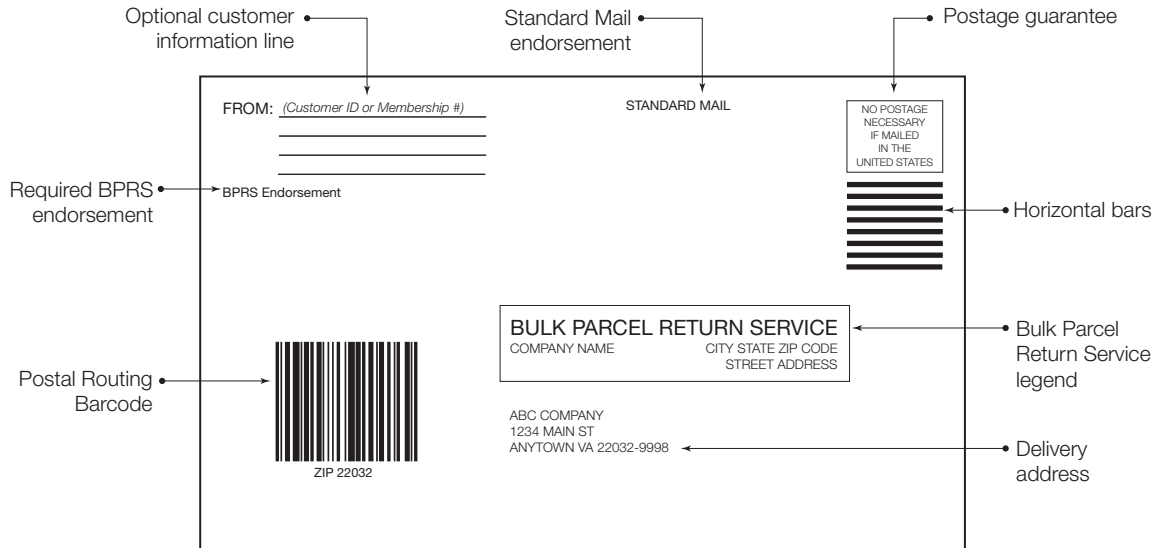 Optional customer
information line
Standard Mail
endorsement
Postage guarantee
FROM: (Customer ID or Membership #)
STANDARD MAIL
NO POSTAGE
NECESSARY
IF MAILED
IN THE
UNITED STATES
Required BPRS
endorsement
BPRS Endorsement
Horizontal bars
BULK PARCEL RETURN SERVICE
COMPANY NAME CITY STATE ZIP CODE
STREET ADDRESS
Bulk Parcel
Return Service
legend
Postal Routing
Barcode
ZIP 22032
ABC COMPANY
1234 MAIN ST
ANYTOWN VA 22032-9998
Delivery
address